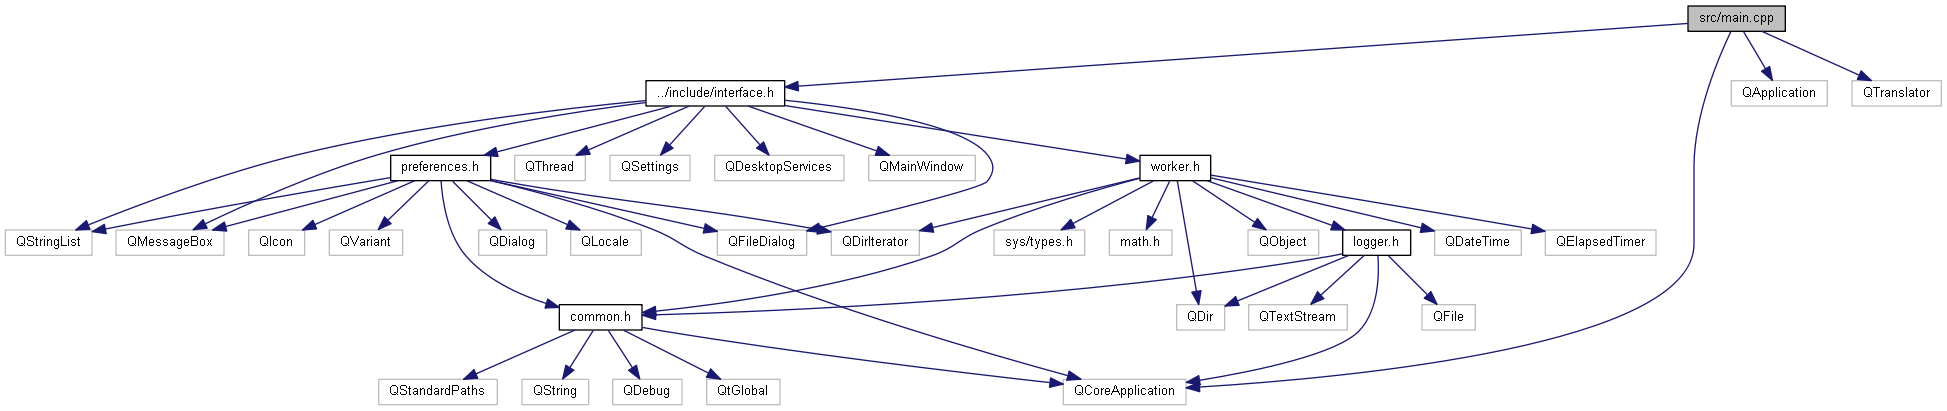 src/main.cpp
../include/interface.h
QApplication
QTranslator
preferences.h
QThread
QSettings
QDesktopServices
QMainWindow
worker.h
QStringList
QMessageBox
QIcon
QVariant
QDialog
QLocale
QFileDialog
QDirIterator
sys/types.h
math.h
QObject
logger.h
QDateTime
QElapsedTimer
common.h
QDir
QTextStream
QFile
QStandardPaths
QString
QDebug
QtGlobal
QCoreApplication